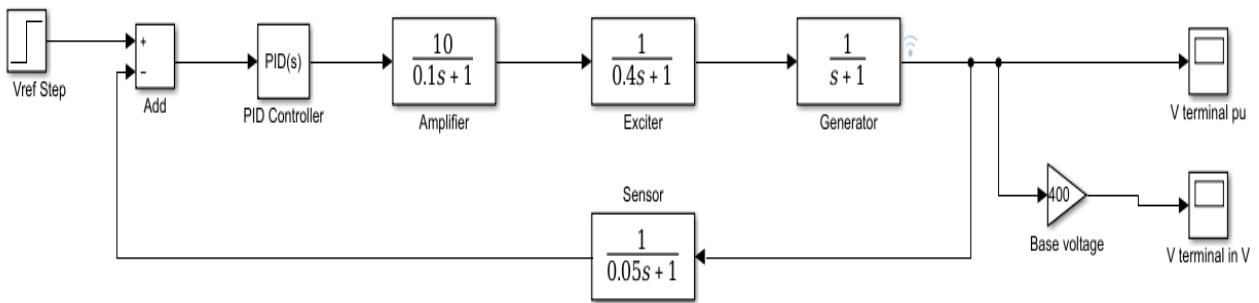 +
−
Vref Step
Add
PID(s)
PID Controller
10
0.1s + 1
Amplifier
1
0.4s + 1
Exciter
1
s + 1
Generator
V terminal pu
Sensor
1
0.05s + 1
400
Base voltage
V terminal in V